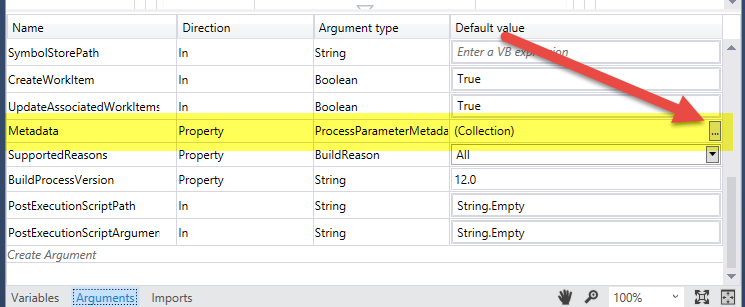 Name Direction Argument type Default value
SymbolStorePath In String Enter a VB expression
CreateWorkItem In Boolean True
UpdateAssociatedWorkItems In Boolean True
Metadata Property ProcessParameterMetada (Collection) ...
SupportedReasons Property BuildReason All
BuildProcessVersion Property String 12.0
PostExecutionScriptPath In String String.Empty
PostExecutionScriptArgumen In String String.Empty
Create Argument
Variables Arguments Imports 100%